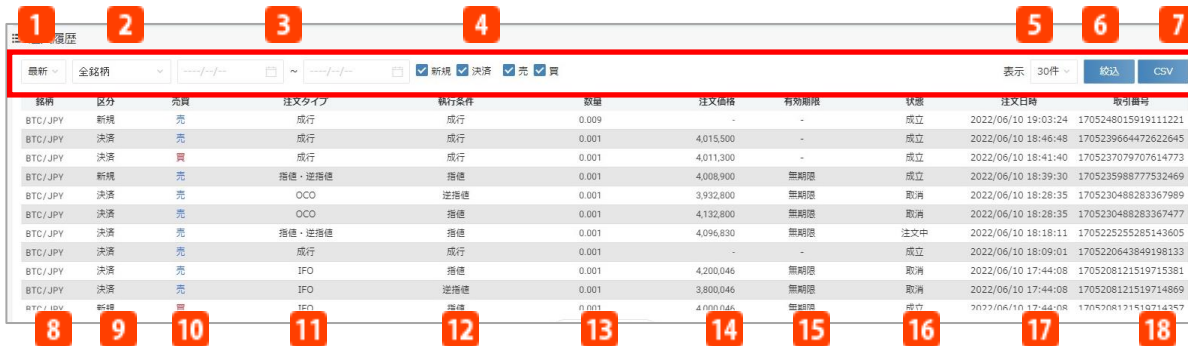 1 2 3 4 5 6 7
履歴
最新 全銘柄 ----/--/-- ~ ----/--/-- 新規 決済 売 買 表示 30件 絞込 CSV
銘柄 区分 売買 注文タイプ 執行条件 数量 注文価格 有効期限 状態 注文日時 取引番号
BTC/JPY 新規 売 成行 成行 0.009 - - 成立 2022/06/10 19:03:24 1705248015919111221
BTC/JPY 決済 売 成行 成行 0.001 4,015,500 - 成立 2022/06/10 18:46:48 1705239664472622645
BTC/JPY 決済 買 成行 成行 0.001 4,011,300 - 成立 2022/06/10 18:41:40 1705237079707614773
BTC/JPY 新規 売 指値・逆指値 指値 0.001 4,008,900 無期限 成立 2022/06/10 18:39:30 1705235988777532469
BTC/JPY 決済 売 OCO 逆指値 0.001 3,932,800 無期限 取消 2022/06/10 18:28:35 1705230488283367989
BTC/JPY 決済 売 OCO 指値 0.001 4,132,800 無期限 取消 2022/06/10 18:28:35 1705230488283367477
BTC/JPY 決済 売 指値・逆指値 指値 0.001 4,096,830 無期限 注文中 2022/06/10 18:18:11 1705225255285143605
BTC/JPY 決済 売 成行 成行 0.001 - - 成立 2022/06/10 18:09:01 1705220643849198133
BTC/JPY 決済 売 IFO 指値 0.001 4,200,046 無期限 取消 2022/06/10 17:44:08 1705208121519715381
BTC/JPY 決済 売 IFO 逆指値 0.001 3,800,046 無期限 取消 2022/06/10 17:44:08 1705208121519714869
BTC/JPY 新規 買 IFO 指値 0.001 4,000,046 無期限 成立 2022/06/10 17:44:08 1705208121519714357
8 9 10 11 12 13 14 15 16 17 18